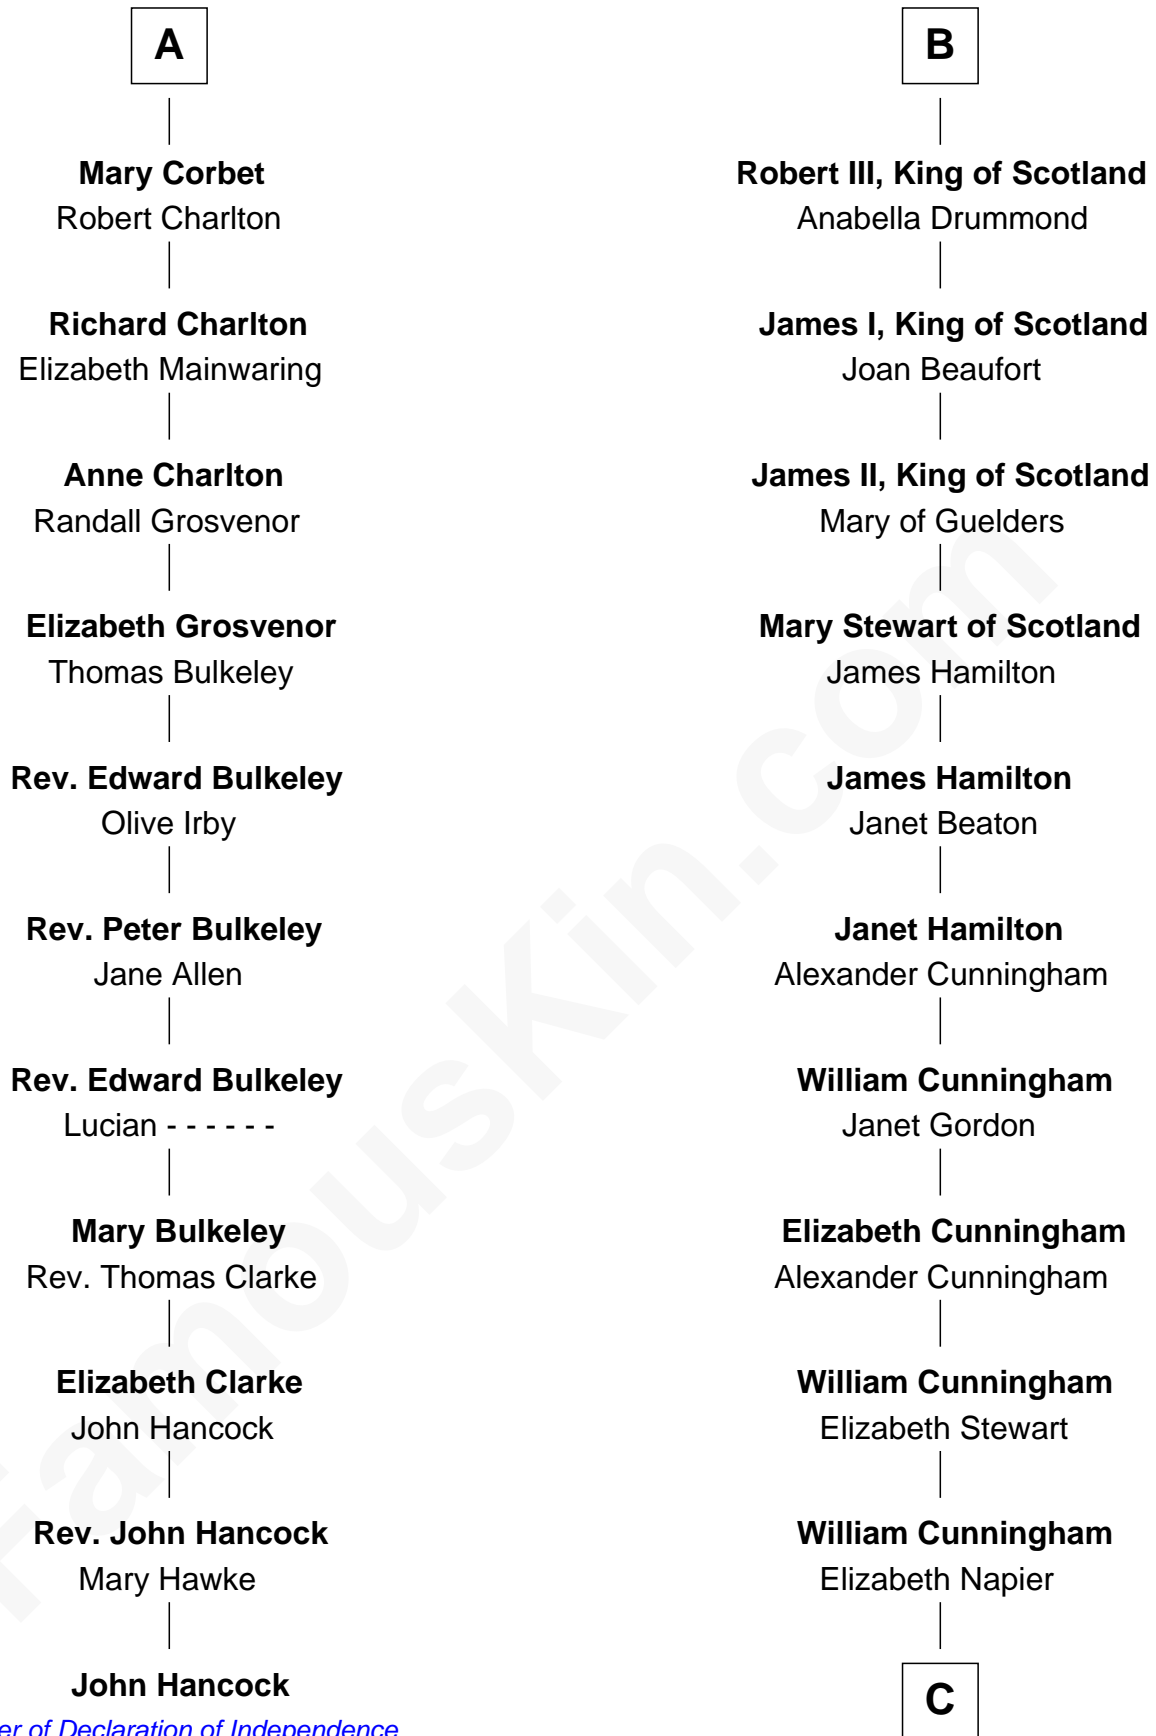 A
Mary Corbet
Robert Charlton
Richard Charlton
Elizabeth Mainwaring
Anne Charlton
Randall Grosvenor
Elizabeth Grosvenor
Thomas Bulkeley
Rev. Edward Bulkeley
Olive Irby
Rev. Peter Bulkeley
Jane Allen
Rev. Edward Bulkeley
Lucian - - - - - -
Mary Bulkeley
Rev. Thomas Clarke
Elizabeth Clarke
John Hancock
Rev. John Hancock
Mary Hawke
John Hancock
of Declaration of Independence
B
Robert III, King of Scotland
Anabella Drummond
James I, King of Scotland
Joan Beaufort
James II, King of Scotland
Mary of Guelders
Mary Stewart of Scotland
James Hamilton
James Hamilton
Janet Beaton
Janet Hamilton
Alexander Cunningham
William Cunningham
Janet Gordon
Elizabeth Cunningham
Alexander Cunningham
William Cunningham
Elizabeth Stewart
William Cunningham
Elizabeth Napier
C
FamousKin.com